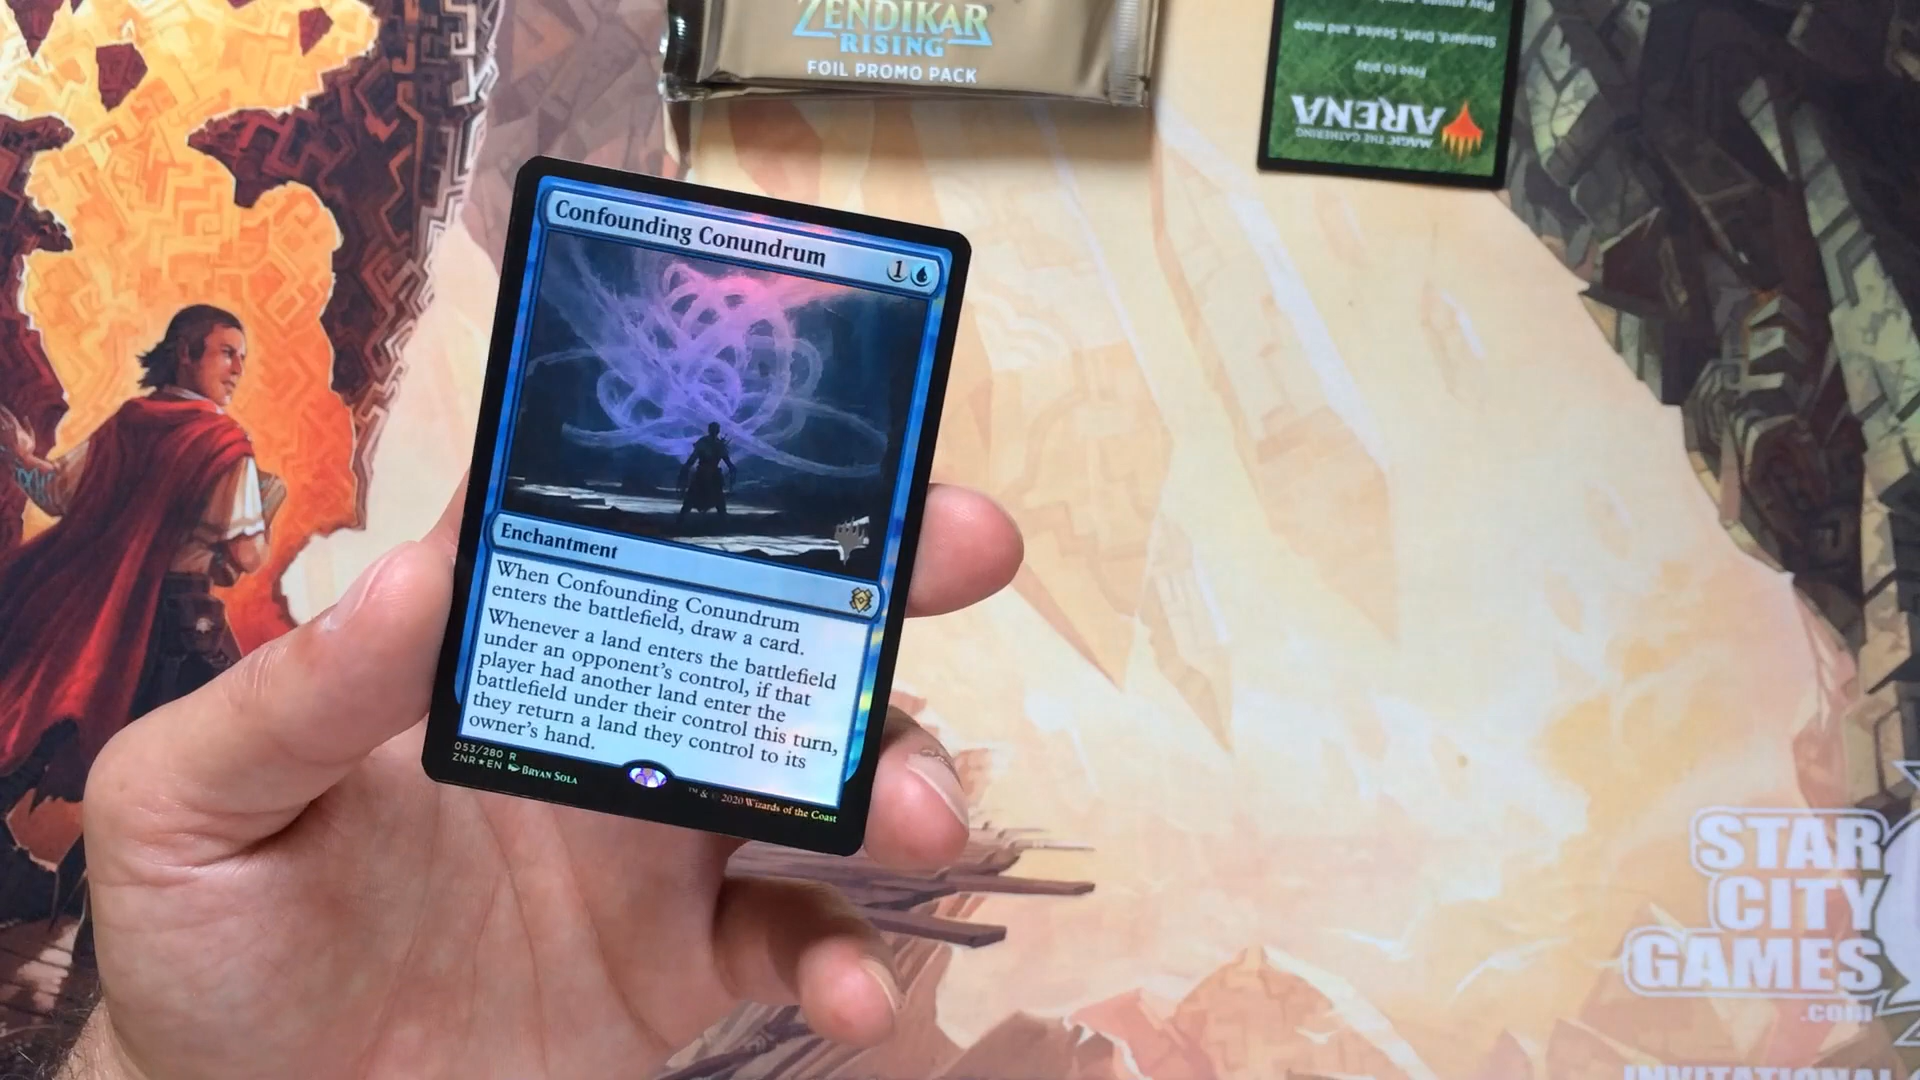 ZENDIKAR
RISING
FOIL PROMO PACK
MAGIC THE GATHERING
ARENA
Free to play
Standard, Draft, Sealed, and more
Confounding Conundrum
1
Enchantment
When Confounding Conundrum
enters the battlefield, draw a card.
Whenever a land enters the battlefield
under an opponent's control, if that
player had another land enter the
battlefield under their control this turn,
they return a land they control to its
owner's hand.
053/280 R
ZNR★EN Bryan Sola
™ & © 2020 Wizards of the Coast
STAR
CITY
GAMES
.com
INVITATIONAL